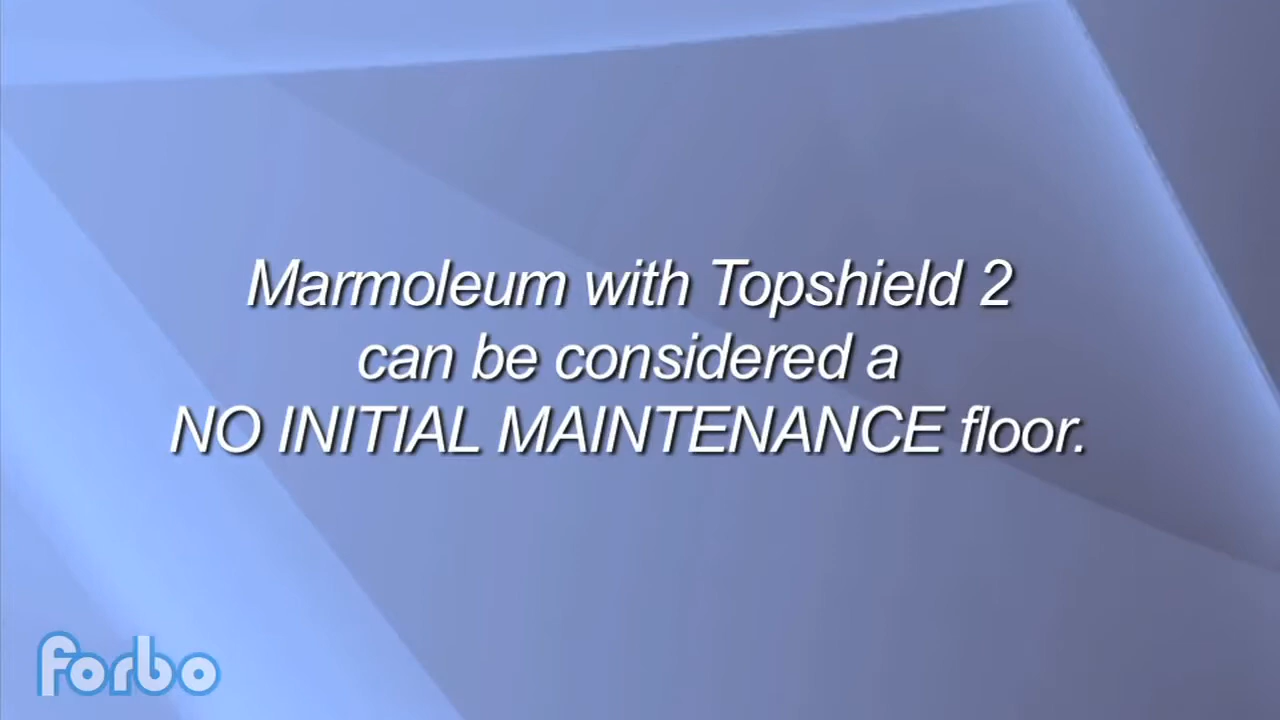 Marmoleum with Topshield 2
can be considered a
NO INITIAL MAINTENANCE floor.
forbo